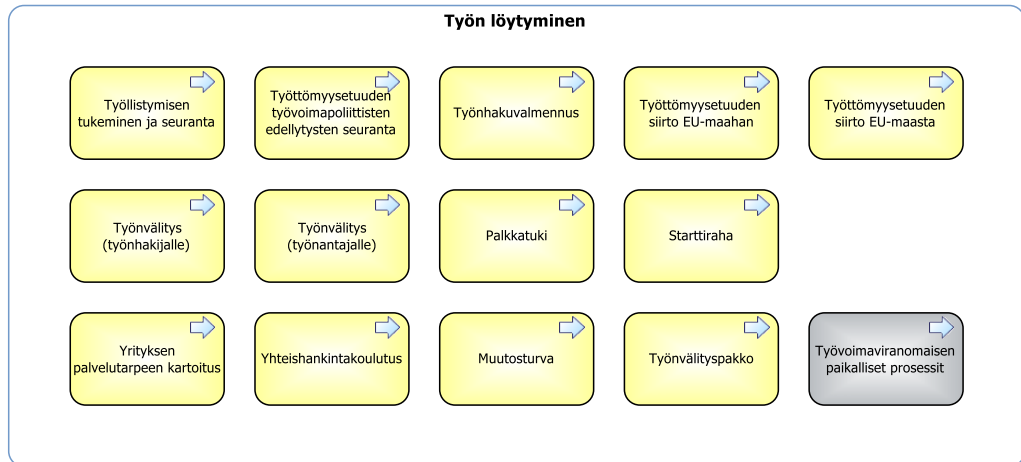 Työn löytyminen
Työllistymisen
tukeminen ja seuranta
Työttömyysetuuden
työvoimapoliittisten
edellytysten seuranta
Työnhakuvalmennus
Työttömyysetuuden
siirto EU-maahan
Työttömyysetuuden
siirto EU-maasta
Työnvälitys
(työnhakijalle)
Työnvälitys
(työnantajalle)
Palkkatuki
Starttiraha
Yrityksen
palvelutarpeen kartoitus
Yhteishankintakoulutus
Muutosturva
Työnvälityspakko
Työvoimaviranomaisen
paikalliset prosessit